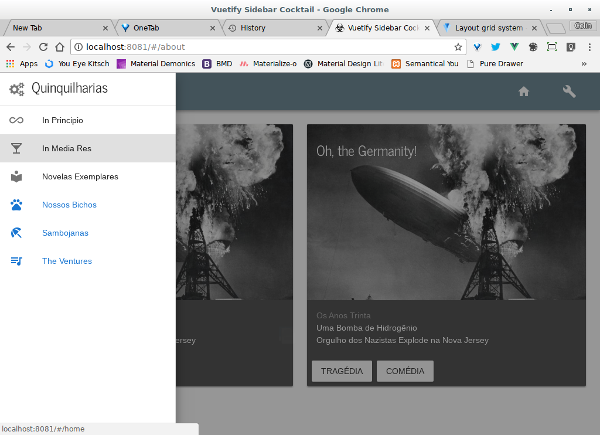 Vuetify Sidebar Cocktail - Google Chrome
New Tab
OneTab
History
Vuetify Sidebar Cock
Layout grid system
Coin
localhost:8081/#/about
Apps
You Eye Kitsch
Material Demonics
BMD
Materialize-o
Material Design Lit
Semantical You
Pure Drawer
Quinquilharias
In Principio
In Media Res
Novelas Exemplares
Nossos Bichos
Sambojanas
The Ventures
ersey
Oh, the Germanity!
Os Anos Trinta
Uma Bomba de Hidrogênio
Orgulho dos Nazistas Explode na Nova Jersey
TRAGÉDIA
COMÉDIA
localhost:8081/#/home